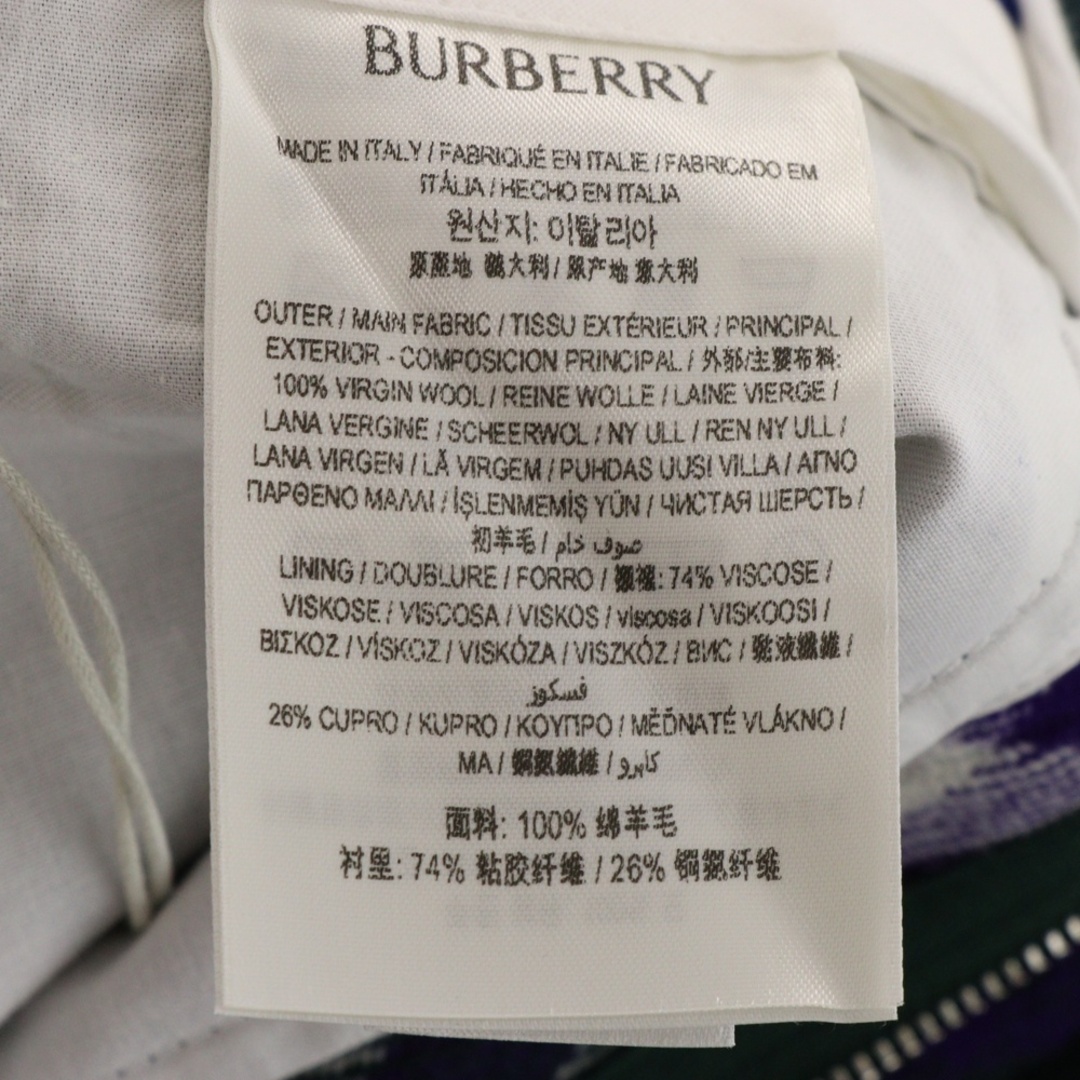 BURBERRY
MADE IN ITALY / FABRIQUÉ EN ITALIE / FABRICADO EM
ITÁLIA / HECHO EN ITALIA
원산지: 이탈리아
原産地 義大利 / 原产地 意大利
OUTER / MAIN FABRIC / TISSU EXTÉRIEUR / PRINCIPAL /
EXTERIOR - COMPOSICION PRINCIPAL / 外部/主要布料:
100% VIRGIN WOOL / REINE WOLLE / LAINE VIERGE /
LANA VERGINE / SCHEERWOL / NY ULL / REN NY ULL /
LANA VIRGEN / LÃ VIRGEM / PUHDAS UUSI VILLA / ΑΓΝΟ
ΠΑΡΘΕΝΟ ΜΑΛΛΙ / İŞLENMEMİŞ YÜN / ЧИСТАЯ ШЕРСТЬ /
初羊毛 / صوف خام
LINING / DOUBLURE / FORRO / 襯裡: 74% VISCOSE /
VISKOSE / VISCOSA / VISKOS / viscosa / VISKOOSI /
ΒΙΣΚΟΖ / VİSKOZ / VISKÓZA / VISZKÓZ / ВИС / 黏液纖維 /
فسكوز
26% CUPRO / KUPRO / ΚΟΥΠΡΟ / MĚĎNATÉ VLÁKNO /
MA / 銅氨纖維 / كابرو
面料: 100% 绵羊毛
衬里: 74% 粘胶纤维 / 26% 铜氨纤维